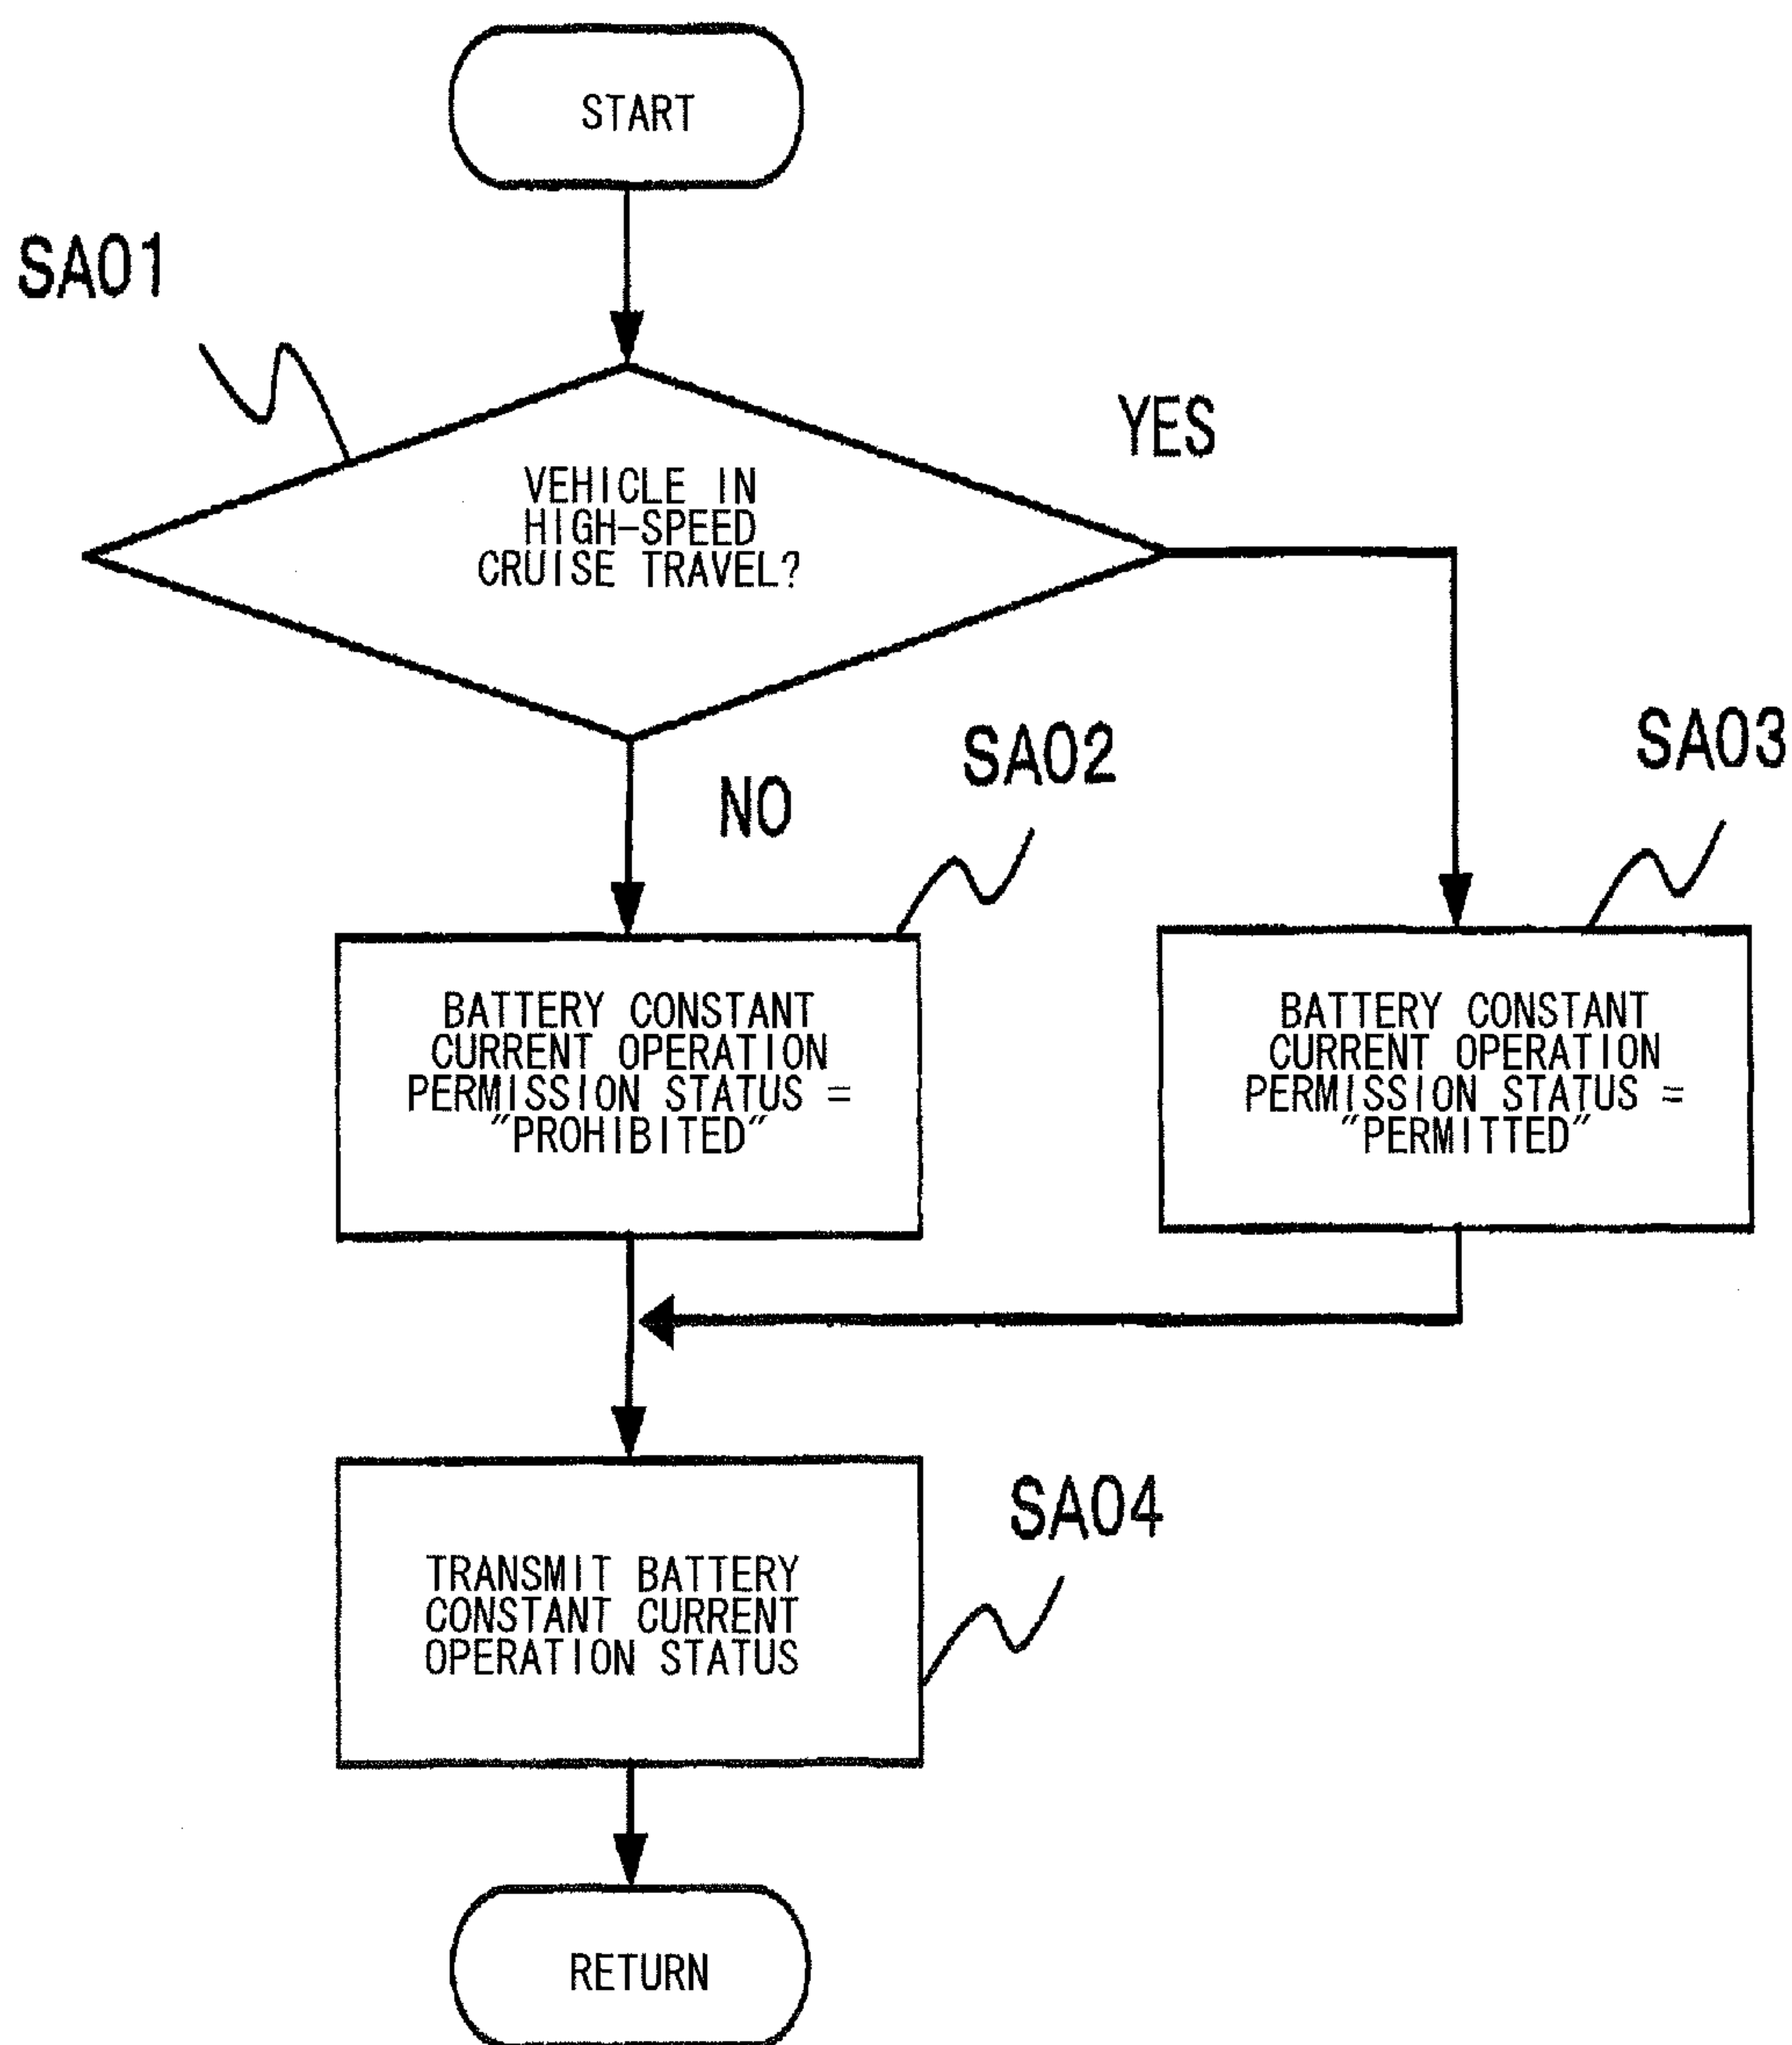 START
SA01
YES
VEHICLE IN
HIGH-SPEED
CRUISE TRAVEL?
NO
SA02
SA03
BATTERY CONSTANT
CURRENT OPERATION
PERMISSION STATUS =
"PROHIBITED"
BATTERY CONSTANT
CURRENT OPERATION
PERMISSION STATUS =
"PERMITTED"
SA04
TRANSMIT BATTERY
CONSTANT CURRENT
OPERATION STATUS
RETURN